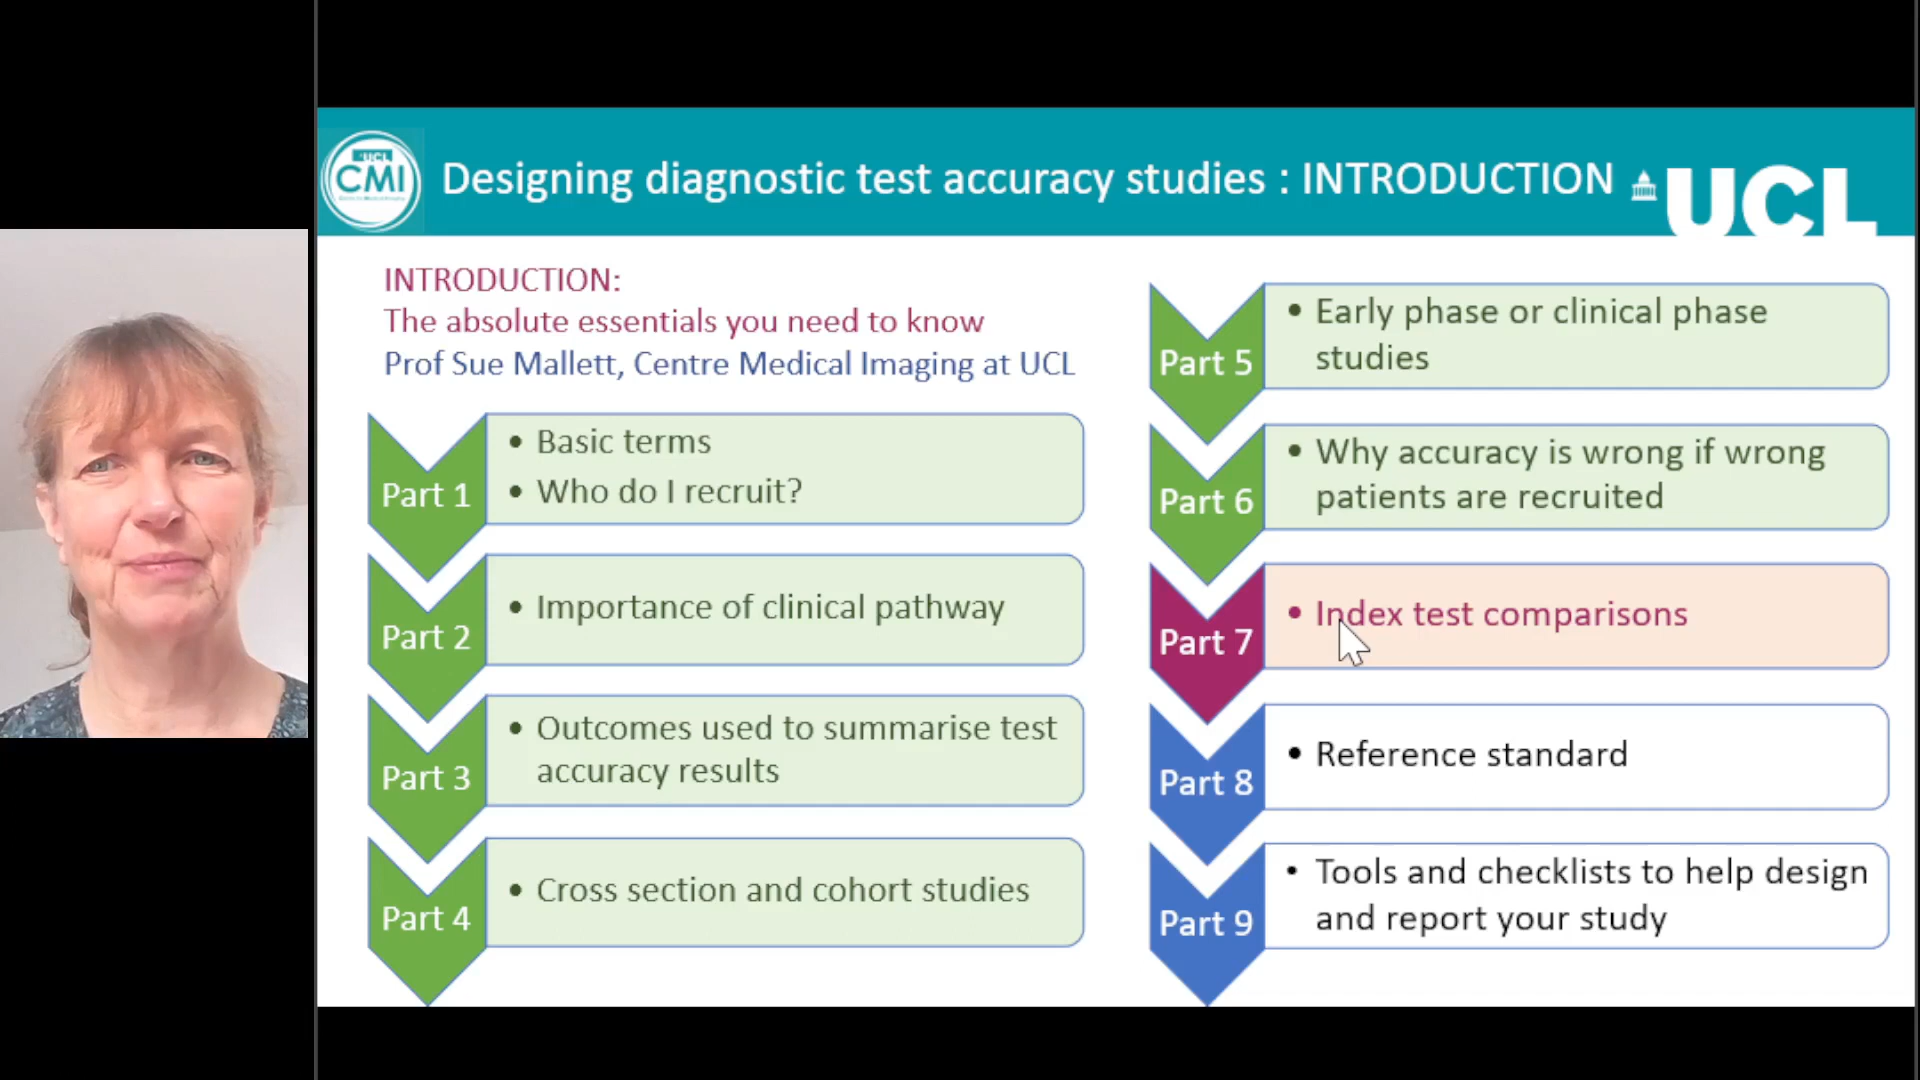 UCL
CMI
Designing diagnostic test accuracy studies : INTRODUCTION
UCL
INTRODUCTION:
The absolute essentials you need to know
Prof Sue Mallett, Centre Medical Imaging at UCL
Part 1
• Basic terms
• Who do I recruit?
Part 2
• Importance of clinical pathway
Part 3
• Outcomes used to summarise test
accuracy results
Part 4
• Cross section and cohort studies
Part 5
• Early phase or clinical phase
studies
Part 6
• Why accuracy is wrong if wrong
patients are recruited
Part 7
• Index test comparisons
Part 8
• Reference standard
Part 9
• Tools and checklists to help design
and report your study